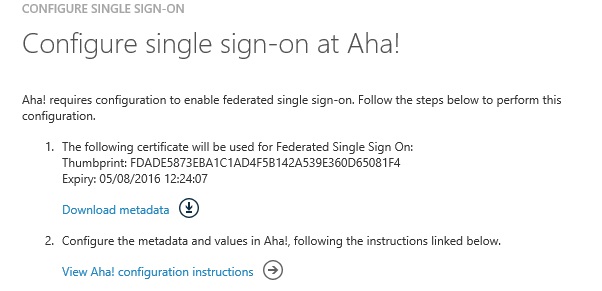 CONFIGURE SINGLE SIGN-ON
Configure single sign-on at Aha!
Aha! requires configuration to enable federated single sign-on. Follow the steps below to perform this
configuration.
1. The following certificate will be used for Federated Single Sign On:
Thumbprint: FDADE5873EBA1C1AD4F5B142A539E360D65081F4
Expiry: 05/08/2016 12:24:07
Download metadata
2. Configure the metadata and values in Aha!, following the instructions linked below.
View Aha! configuration instructions